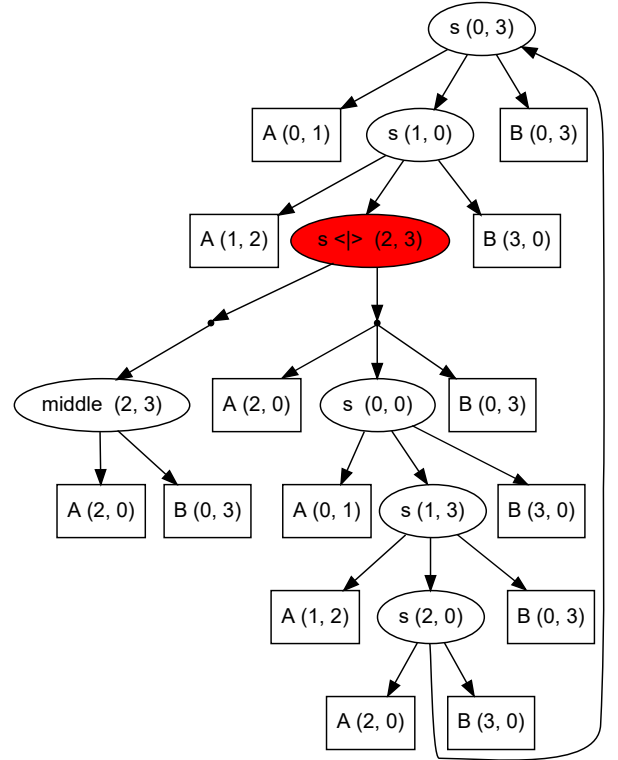 s (0, 3)
A (0, 1)
s (1, 0)
B (0, 3)
A (1, 2)
s <|> (2, 3)
B (3, 0)
middle (2, 3)
A (2, 0)
s (0, 0)
B (0, 3)
A (2, 0)
B (0, 3)
A (0, 1)
s (1, 3)
B (3, 0)
A (1, 2)
s (2, 0)
B (0, 3)
A (2, 0)
B (3, 0)